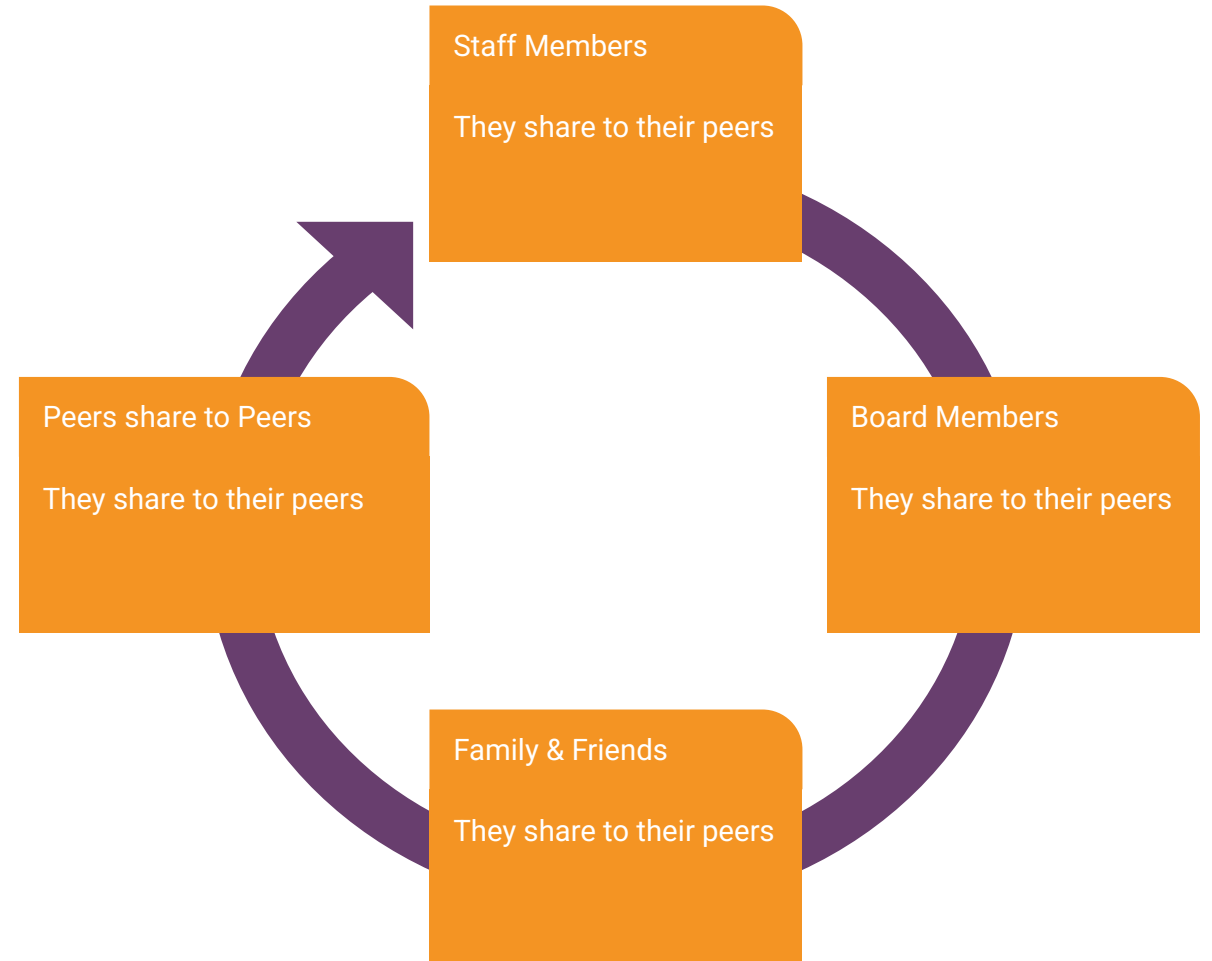 Staff Members
They share to their peers
Board Members
They share to their peers
Family & Friends
They share to their peers
Peers share to Peers
They share to their peers